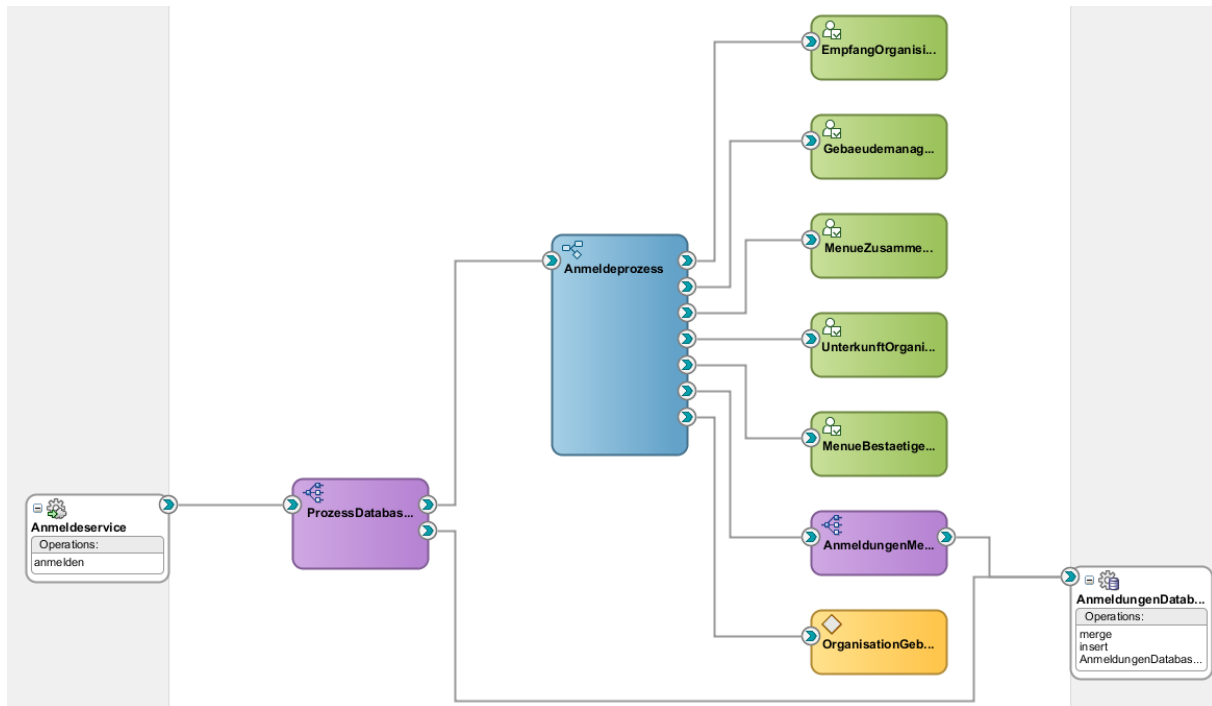 EmpfangOrganisi...
Gebaeudemanag...
MenueZusamme...
Anmeldeprozess
UnterkunftOrgani...
MenueBestaetige...
Anmeldeservice
Operations:
anmelden
ProzessDatabas...
AnmeldungenMe...
AnmeldungenDatab...
Operations:
merge
insert
AnmeldungenDatabas...
OrganisationGeb...